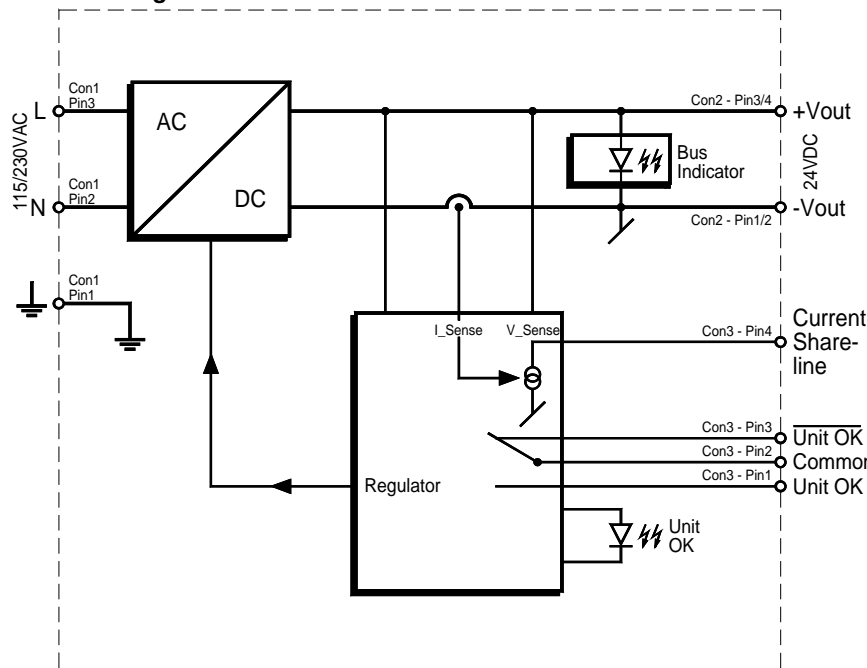 L
Con1
Pin3
115/230VAC
N
Con1
Pin2
Con1
Pin1
AC
DC
Con2 - Pin3/4
+Vout
24VDC
Bus
Indicator
-Vout
Con2 - Pin1/2
I_Sense
V_Sense
Con3 - Pin4
Current
Share-
line
Con3 - Pin3
Unit OK
Con3 - Pin2
Common
Con3 - Pin1
Unit OK
Regulator
Unit
OK